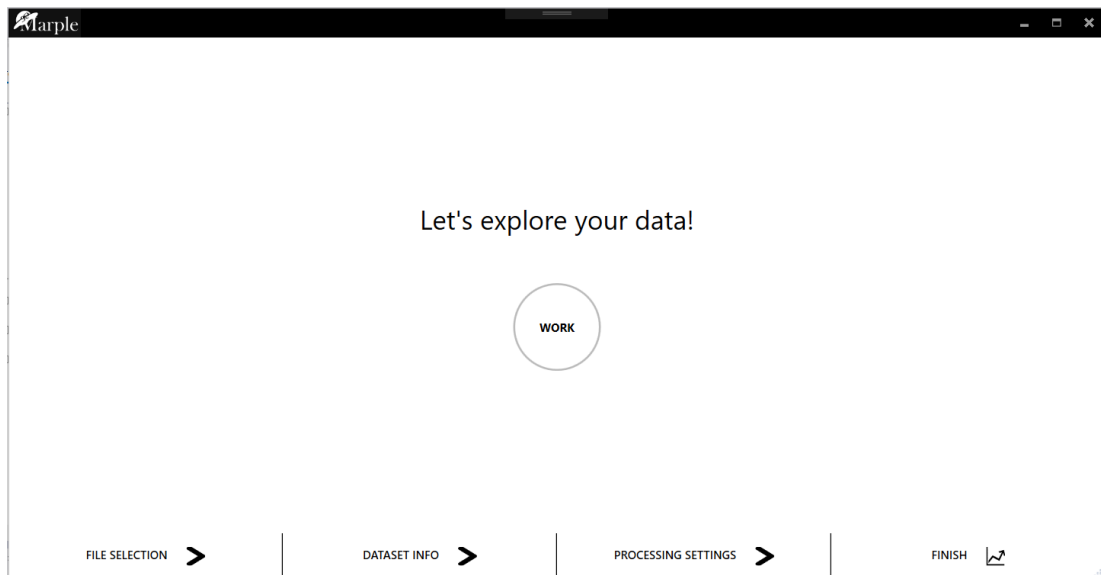 Marple
Let's explore your data!
WORK
FILE SELECTION
DATASET INFO
PROCESSING SETTINGS
FINISH